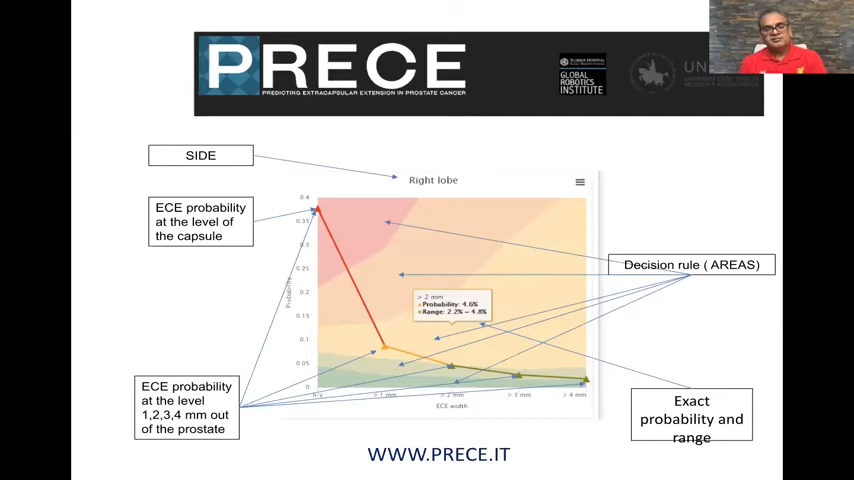 PRECE
PREDICTING EXTRACAPSULAR EXTENSION IN PROSTATE CANCER
FLORIDA HOSPITAL
GLOBAL
ROBOTICS
INSTITUTE
SIDE
Right lobe
ECE probability
at the level of
the capsule
0.4
0.35
0.3
0.25
0.2
0.15
0.1
0.05
0
Probability
Decision rule ( AREAS)
> 2 mm
Probability: 4.6%
Range: 2.2% – 4.8%
ECE probability
at the level
1,2,3,4 mm out
of the prostate
> 1 mm
> 2 mm
> 3 mm
> 4 mm
ECE width
Exact
probability and
range
WWW.PRECE.IT